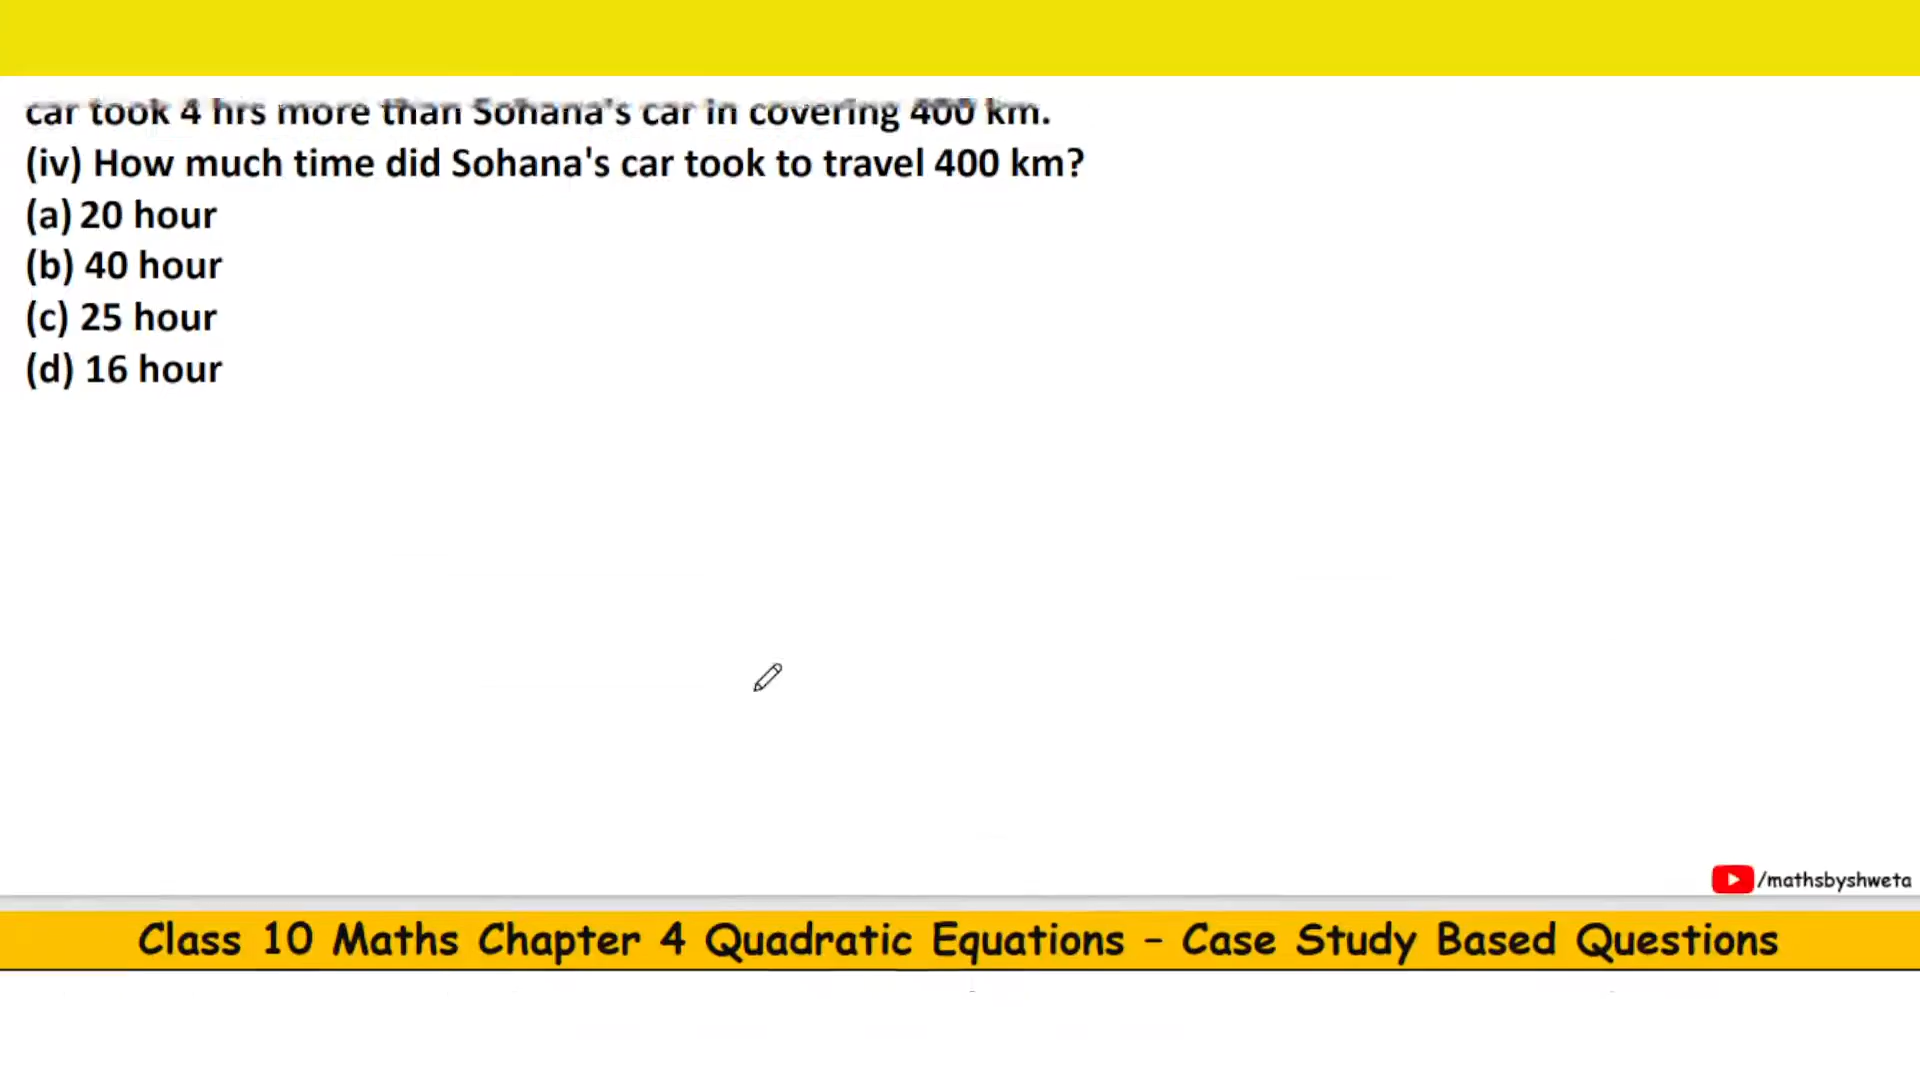 car took 4 hrs more than Sohana's car in covering 400 km.
(iv) How much time did Sohana's car took to travel 400 km?
(a) 20 hour
(b) 40 hour
(c) 25 hour
(d) 16 hour
/mathsbyshweta
Class 10 Maths Chapter 4 Quadratic Equations - Case Study Based Questions